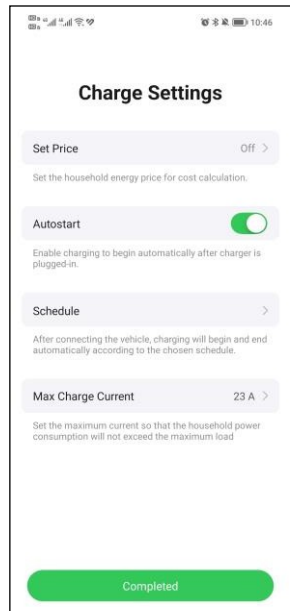 10:46
Charge Settings
Set Price Off
Set the household energy price for cost calculation.
Autostart
Enable charging to begin automatically after charger is
plugged-in.
Schedule
After connecting the vehicle, charging will begin and end
automatically according to the chosen schedule.
Max Charge Current 23 A
Set the maximum current so that the household power
consumption will not exceed the maximum load
Completed